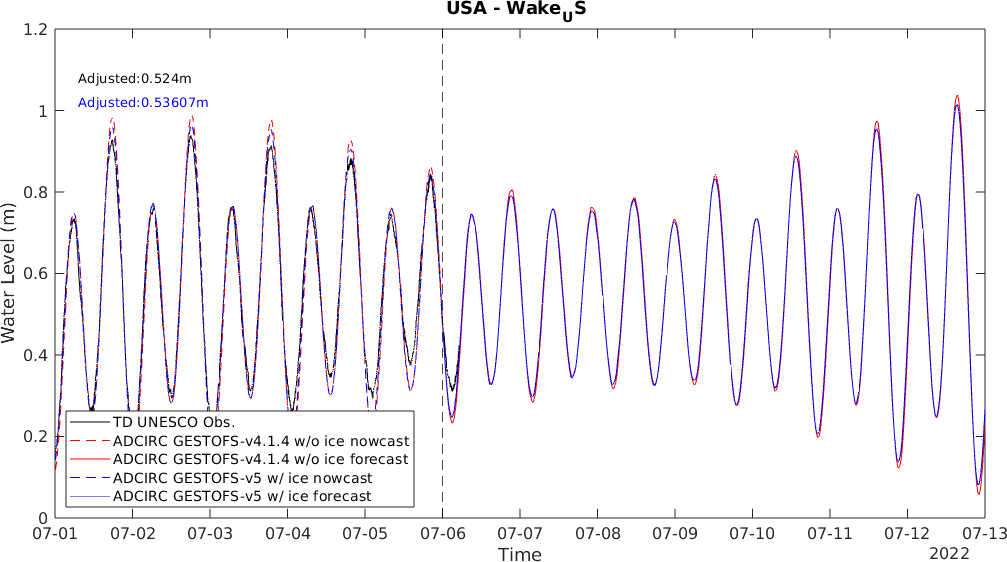 USA - Wake_US
1.2
Adjusted:0.524m
Adjusted:0.53607m
1
0.8
0.6
0.4
0.2
0
Water Level (m)
TD UNESCO Obs.
ADCIRC GESTOFS-v4.1.4 w/o ice nowcast
ADCIRC GESTOFS-v4.1.4 w/o ice forecast
ADCIRC GESTOFS-v5 w/ ice nowcast
ADCIRC GESTOFS-v5 w/ ice forecast
07-01 07-02 07-03 07-04 07-05 07-06 07-07 07-08 07-09 07-10 07-11 07-12 07-13
Time
2022